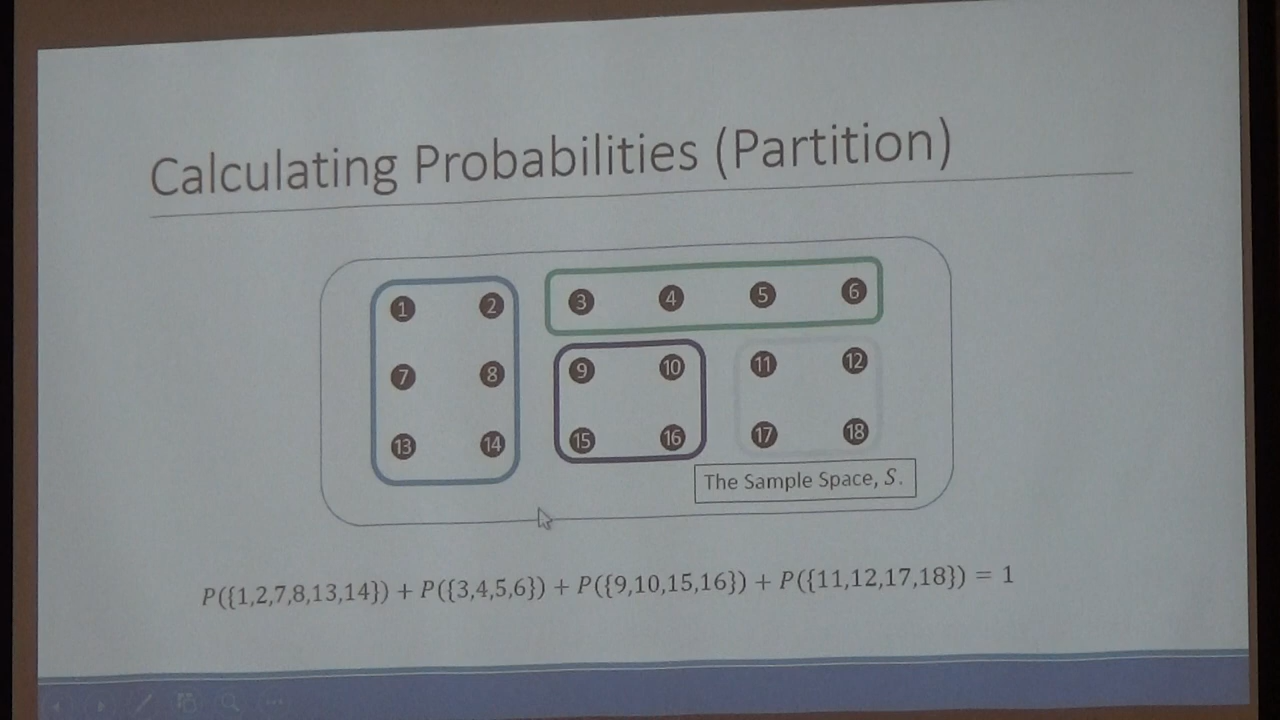 Calculating Probabilities (Partition)
1 2 3 4 5 6
7 8 9 10 11 12
13 14 15 16 17 18
The Sample Space, S.
P({1,2,7,8,13,14}) + P({3,4,5,6}) + P({9,10,15,16}) + P({11,12,17,18}) = 1